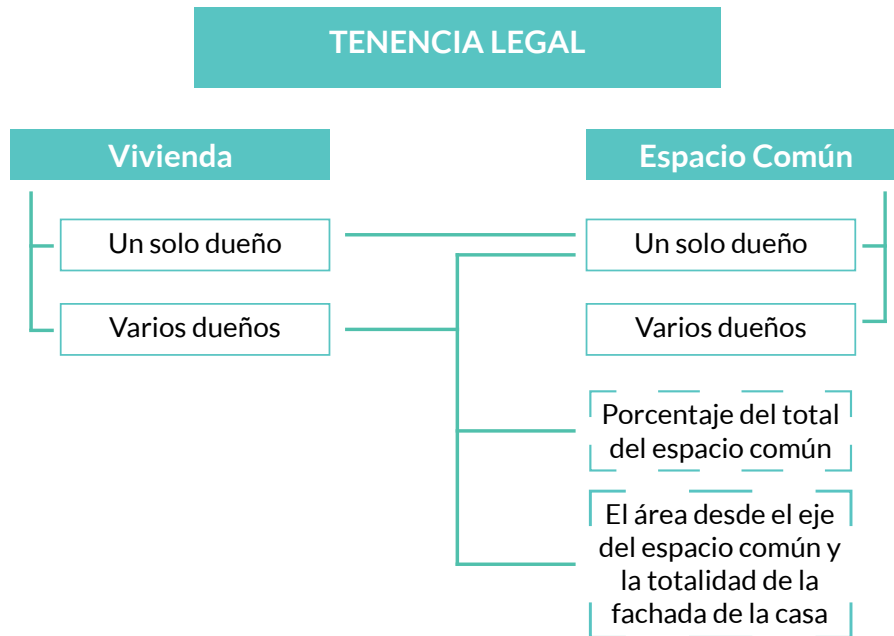 TENENCIA LEGAL
Vivienda
Un solo dueño
Varios dueños
Espacio Común
Un solo dueño
Varios dueños
Porcentaje del total
del espacio común
El área desde el eje
del espacio común y
la totalidad de la
fachada de la casa